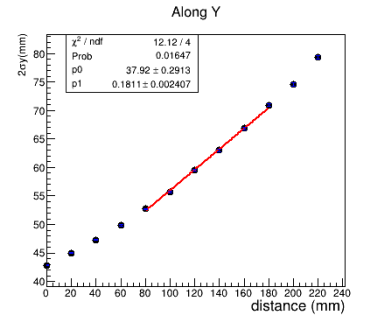 Along Y
χ² / ndf 12.12 / 4
Prob 0.01647
p0 37.92 ± 0.2913
p1 0.1811 ± 0.002407
2σy(mm)
80
75
70
65
60
55
50
45
40
0 20 40 60 80 100 120 140 160 180 200 220 240
distance (mm)